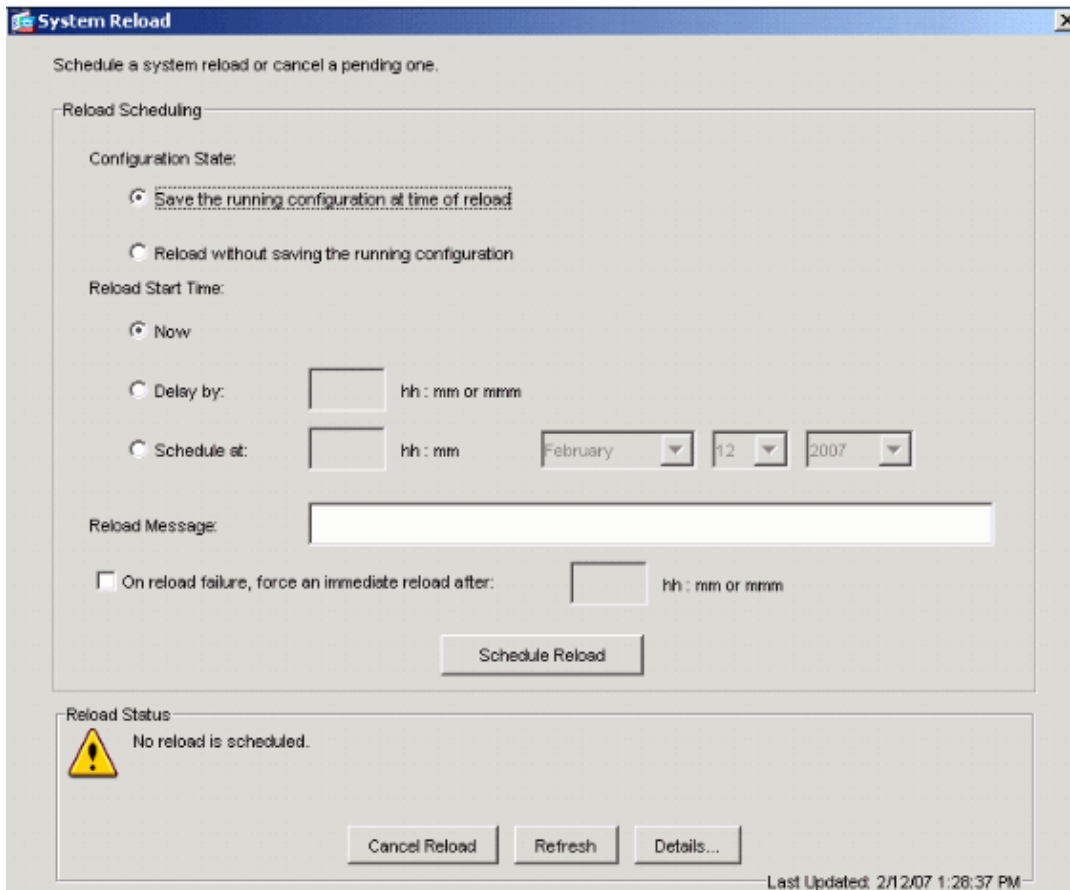 System Reload
Schedule a system reload or cancel a pending one.
Reload Scheduling
Configuration State:
Save the running configuration at time of reload
Reload without saving the running configuration
Reload Start Time:
Now
Delay by: hh : mm or mmm
Schedule at: hh : mm February 12 2007
Reload Message:
On reload failure, force an immediate reload after: hh : mm or mmm
Schedule Reload
Reload Status
No reload is scheduled.
Cancel Reload Refresh Details...
Last Updated: 2/12/07 1:28:37 PM